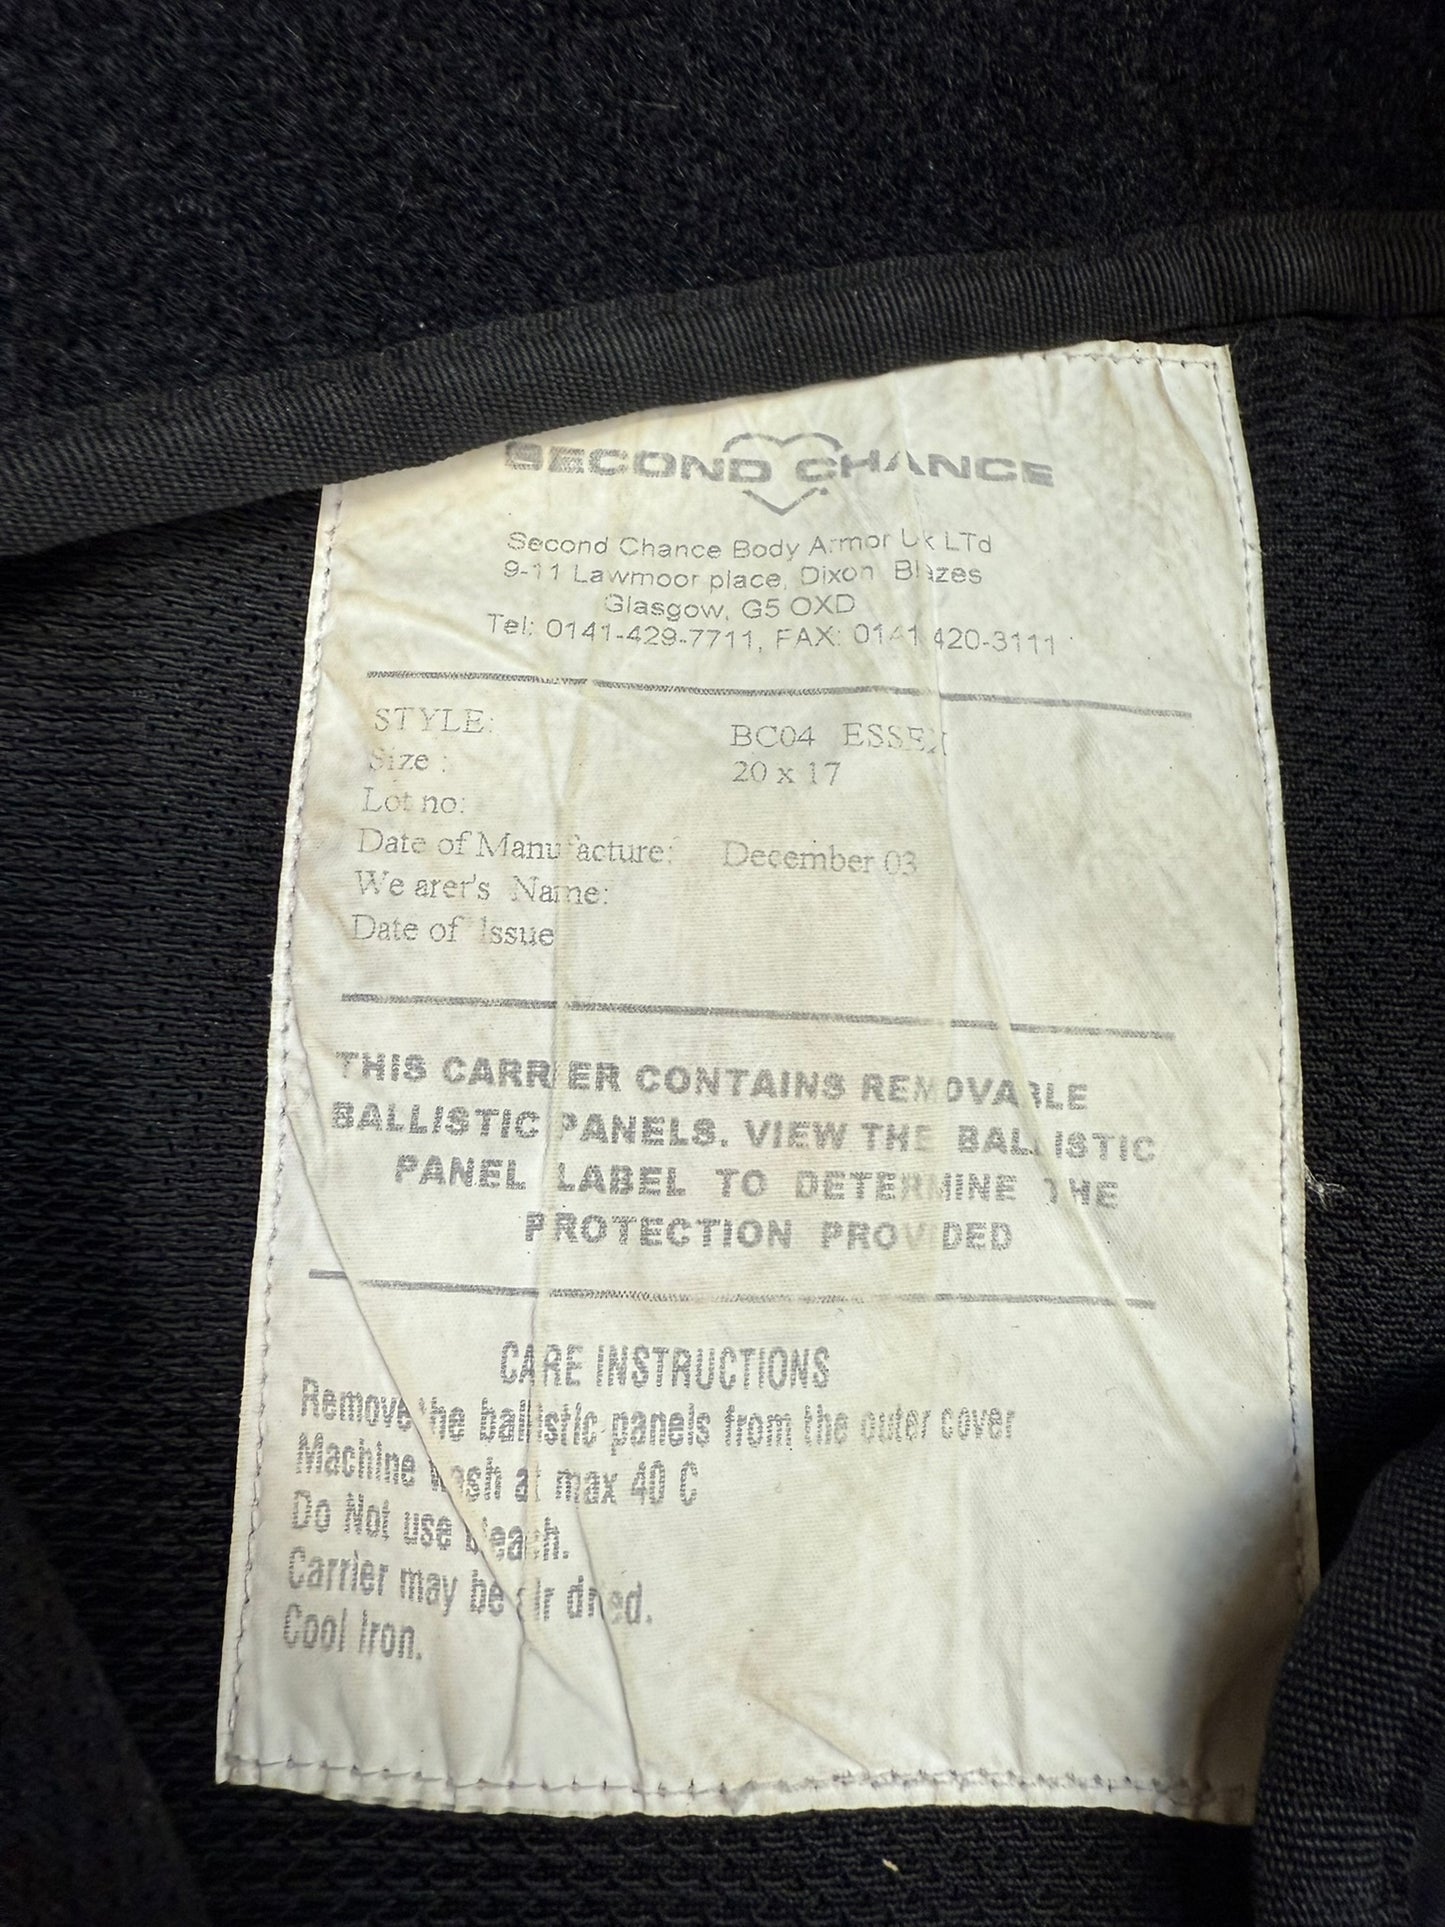 SECOND CHANCE
Second Chance Body Armor Uk LTd
9-11 Lawmoor place, Dixon Blazes
Glasgow, G5 OXD
Tel: 0141-429-7711, FAX: 0141 420-3111
STYLE: BC04 ESSEX
Size : 20 x 17
Lot no:
Date of Manufacture: December 03
We arer's Name:
Date of Issue
THIS CARRIER CONTAINS REMOVABLE
BALLISTIC PANELS. VIEW THE BALLISTIC
PANEL LABEL TO DETERMINE THE
PROTECTION PROVIDED
CARE INSTRUCTIONS
Remove the ballistic panels from the outer cover
Machine wash at max 40 C
Do Not use bleach.
Carrier may be air dried.
Cool Iron.